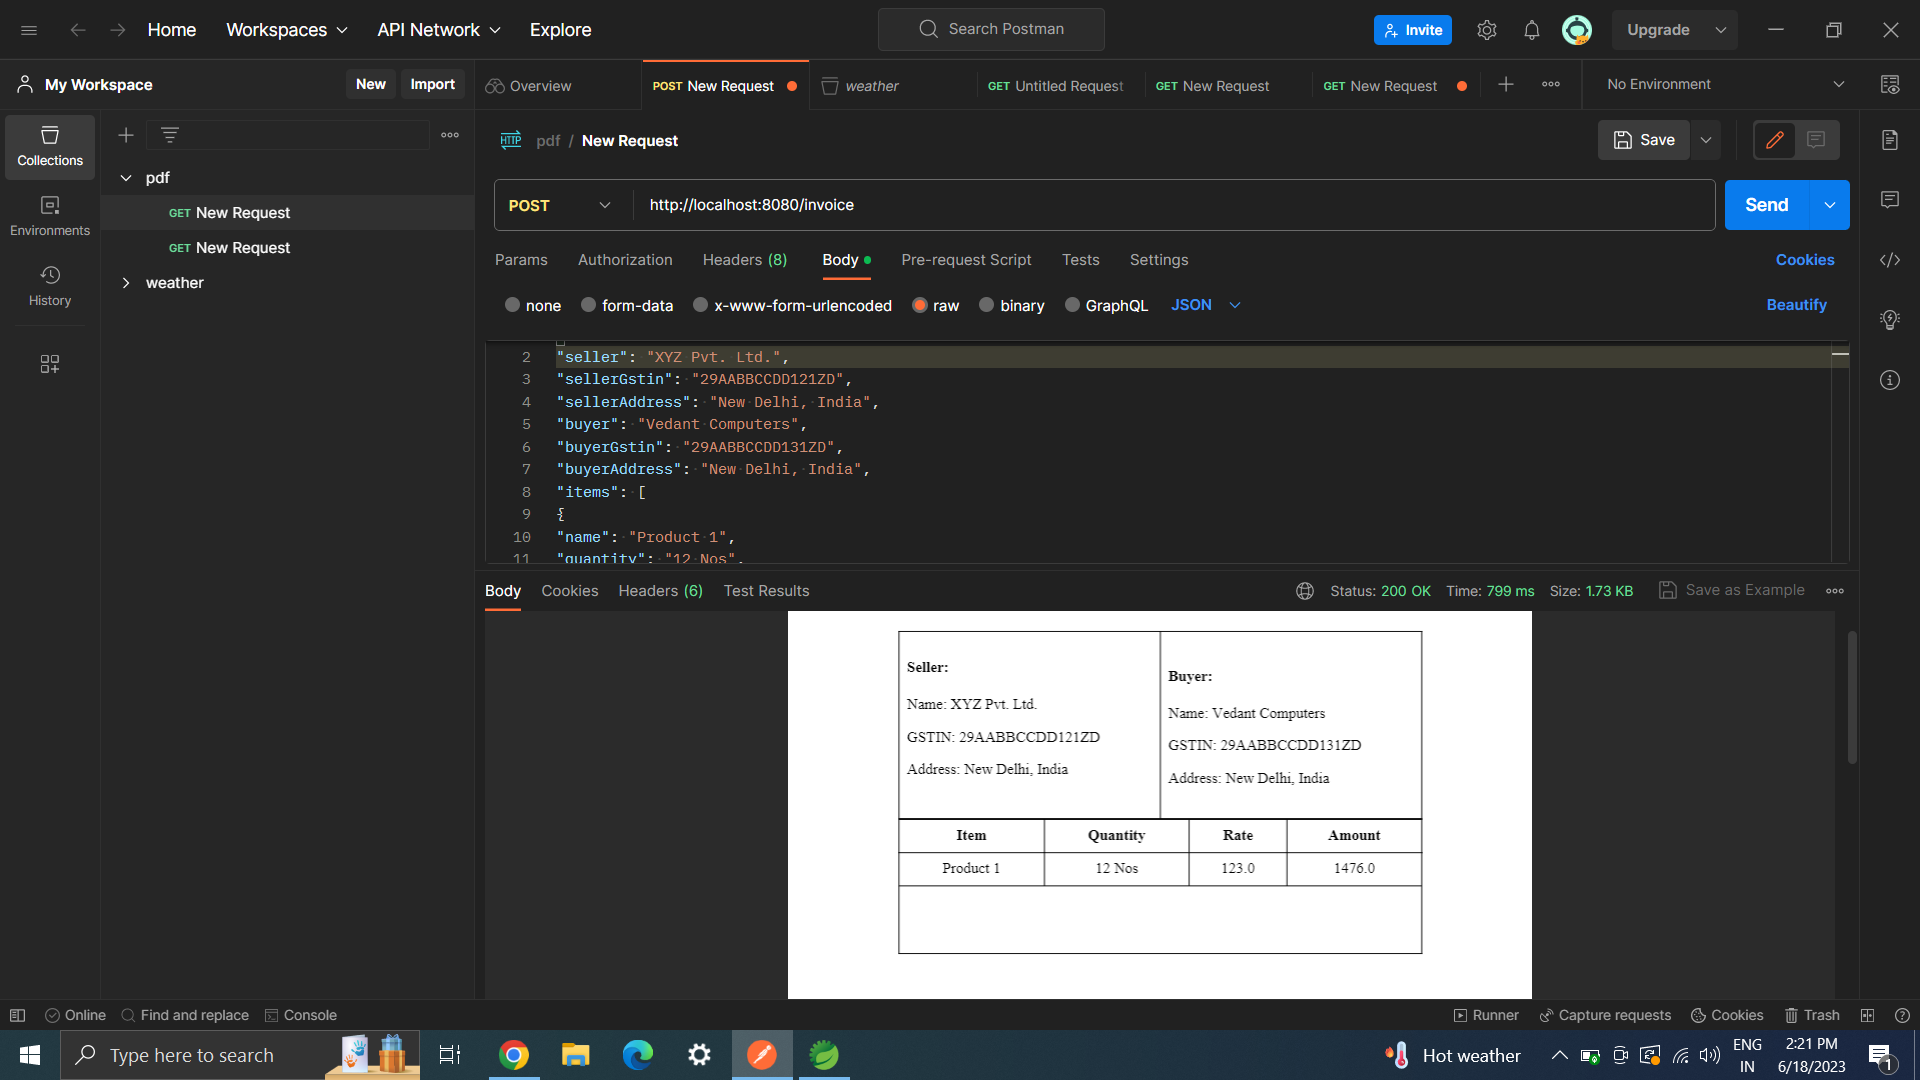 Home Workspaces API Network Explore Search Postman Invite Upgrade
My Workspace New Import Overview POST New Request weather GET Untitled Request GET New Request GET New Request No Environment
HTTP pdf / New Request Save
Collections
pdf
GET New Request
GET New Request
weather
Environments
History
POST http://localhost:8080/invoice Send
Params Authorization Headers (8) Body Pre-request Script Tests Settings Cookies
none form-data x-www-form-urlencoded raw binary GraphQL JSON Beautify
2 "seller": "XYZ Pvt. Ltd.",
3 "sellerGstin": "29AABBCCDD121ZD",
4 "sellerAddress": "New Delhi, India",
5 "buyer": "Vedant Computers",
6 "buyerGstin": "29AABBCCDD131ZD",
7 "buyerAddress": "New Delhi, India",
8 "items": [
9 {
10 "name": "Product 1",
11 "quantity": "12 Nos",
Body Cookies Headers (6) Test Results Status: 200 OK Time: 799 ms Size: 1.73 KB Save as Example
Seller:
Name: XYZ Pvt. Ltd.
GSTIN: 29AABBCCDD121ZD
Address: New Delhi, India
Buyer:
Name: Vedant Computers
GSTIN: 29AABBCCDD131ZD
Address: New Delhi, India
Item Quantity Rate Amount
Product 1 12 Nos 123.0 1476.0
Online Find and replace Console Runner Capture requests Cookies Trash
Type here to search Hot weather ENG IN 2:21 PM 6/18/2023 1